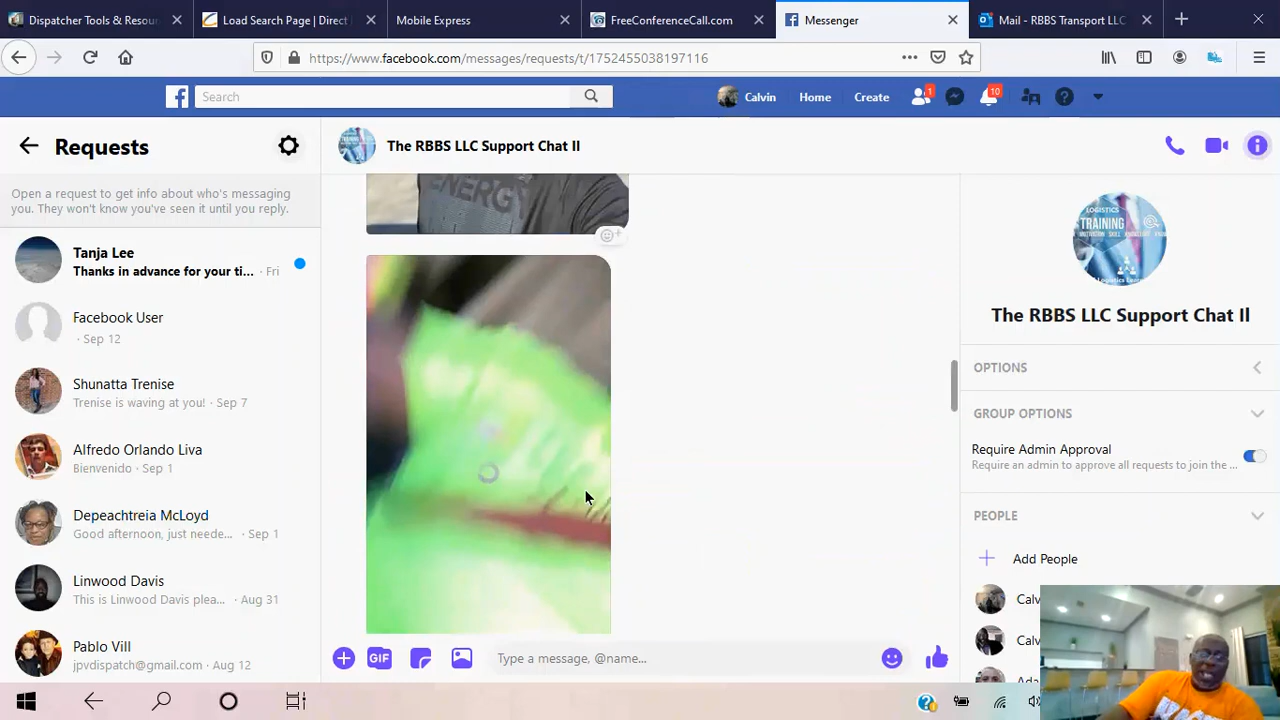 Dispatcher Tools & Resour
Load Search Page | Direct
Mobile Express
FreeConferenceCall.com
Messenger
Mail - RBBS Transport LLC
https://www.facebook.com/messages/requests/t/1752455038197116
Search
Calvin
Home
Create
1
10
Requests
Open a request to get info about who's messaging
you. They won't know you've seen it until you reply.
Tanja Lee
Thanks in advance for your ti... · Fri
Facebook User
· Sep 12
Shunatta Trenise
Trenise is waving at you! · Sep 7
Alfredo Orlando Liva
Bienvenido · Sep 1
Depeachtreia McLoyd
Good afternoon, just neede... · Sep 1
Linwood Davis
This is Linwood Davis plea... · Aug 31
Pablo Vill
jpvdispatch@gmail.com · Aug 12
The RBBS LLC Support Chat II
ENERGY
GIF
Type a message, @name...
LOGISTICS
TRAINING
The RBBS LLC Support Chat II
OPTIONS
GROUP OPTIONS
Require Admin Approval
Require an admin to approve all requests to join the ...
PEOPLE
Add People
Calv
Calv
Ada